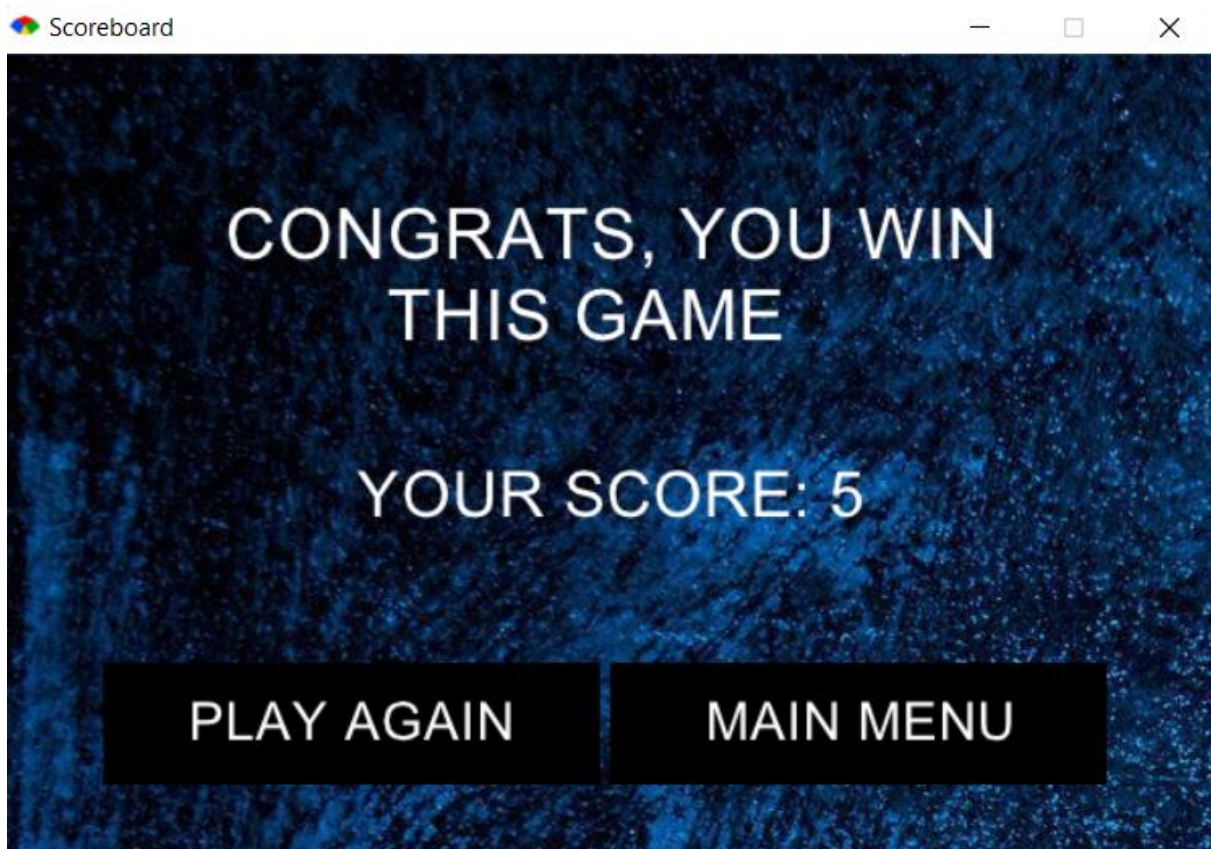 Scoreboard
CONGRATS, YOU WIN
THIS GAME
YOUR SCORE: 5
PLAY AGAIN
MAIN MENU